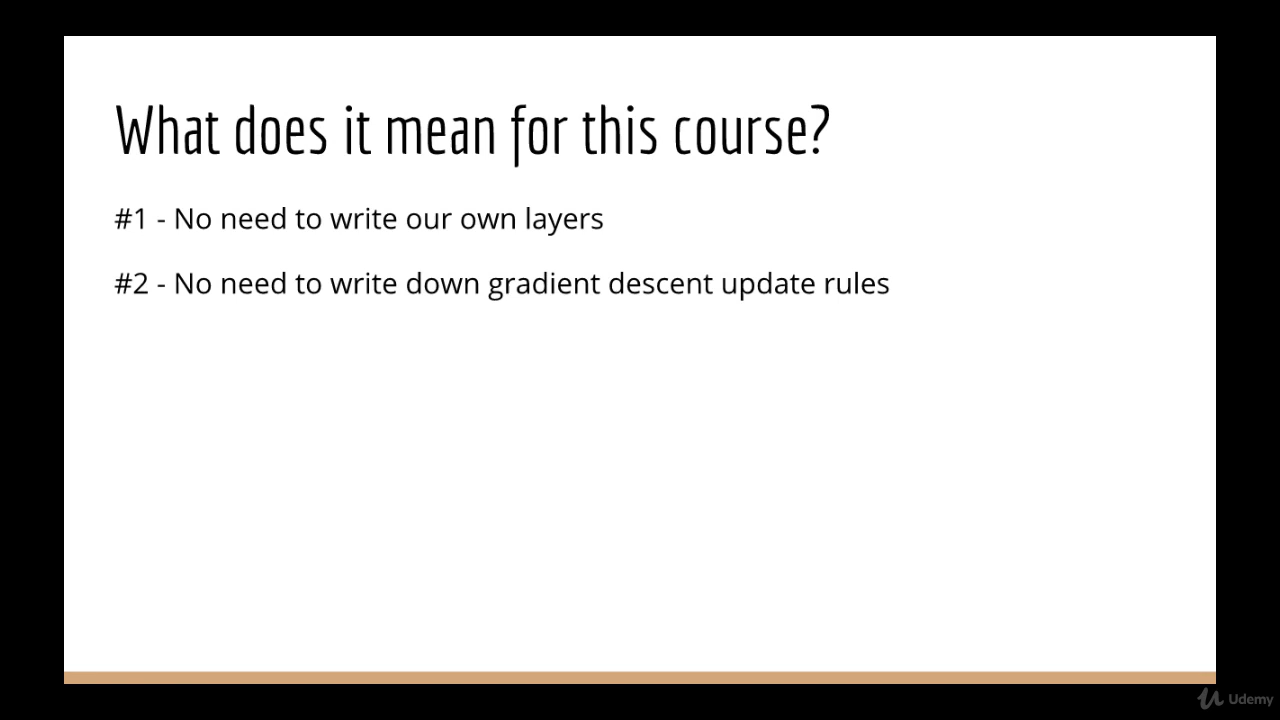 What does it mean for this course?
#1 - No need to write our own layers
#2 - No need to write down gradient descent update rules
Udemy